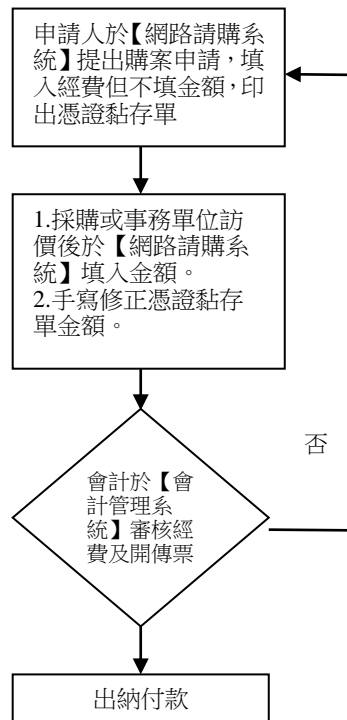 申請人於【網路請購系
統】提出購案申請，填
入經費但不填金額，印
出憑證黏存單
1.採購或事務單位訪
價後於【網路請購系
統】填入金額。
2.手寫修正憑證黏存
單金額。
否
會計於【會
計管理系
統】審核經
費及開傳票
出納付款